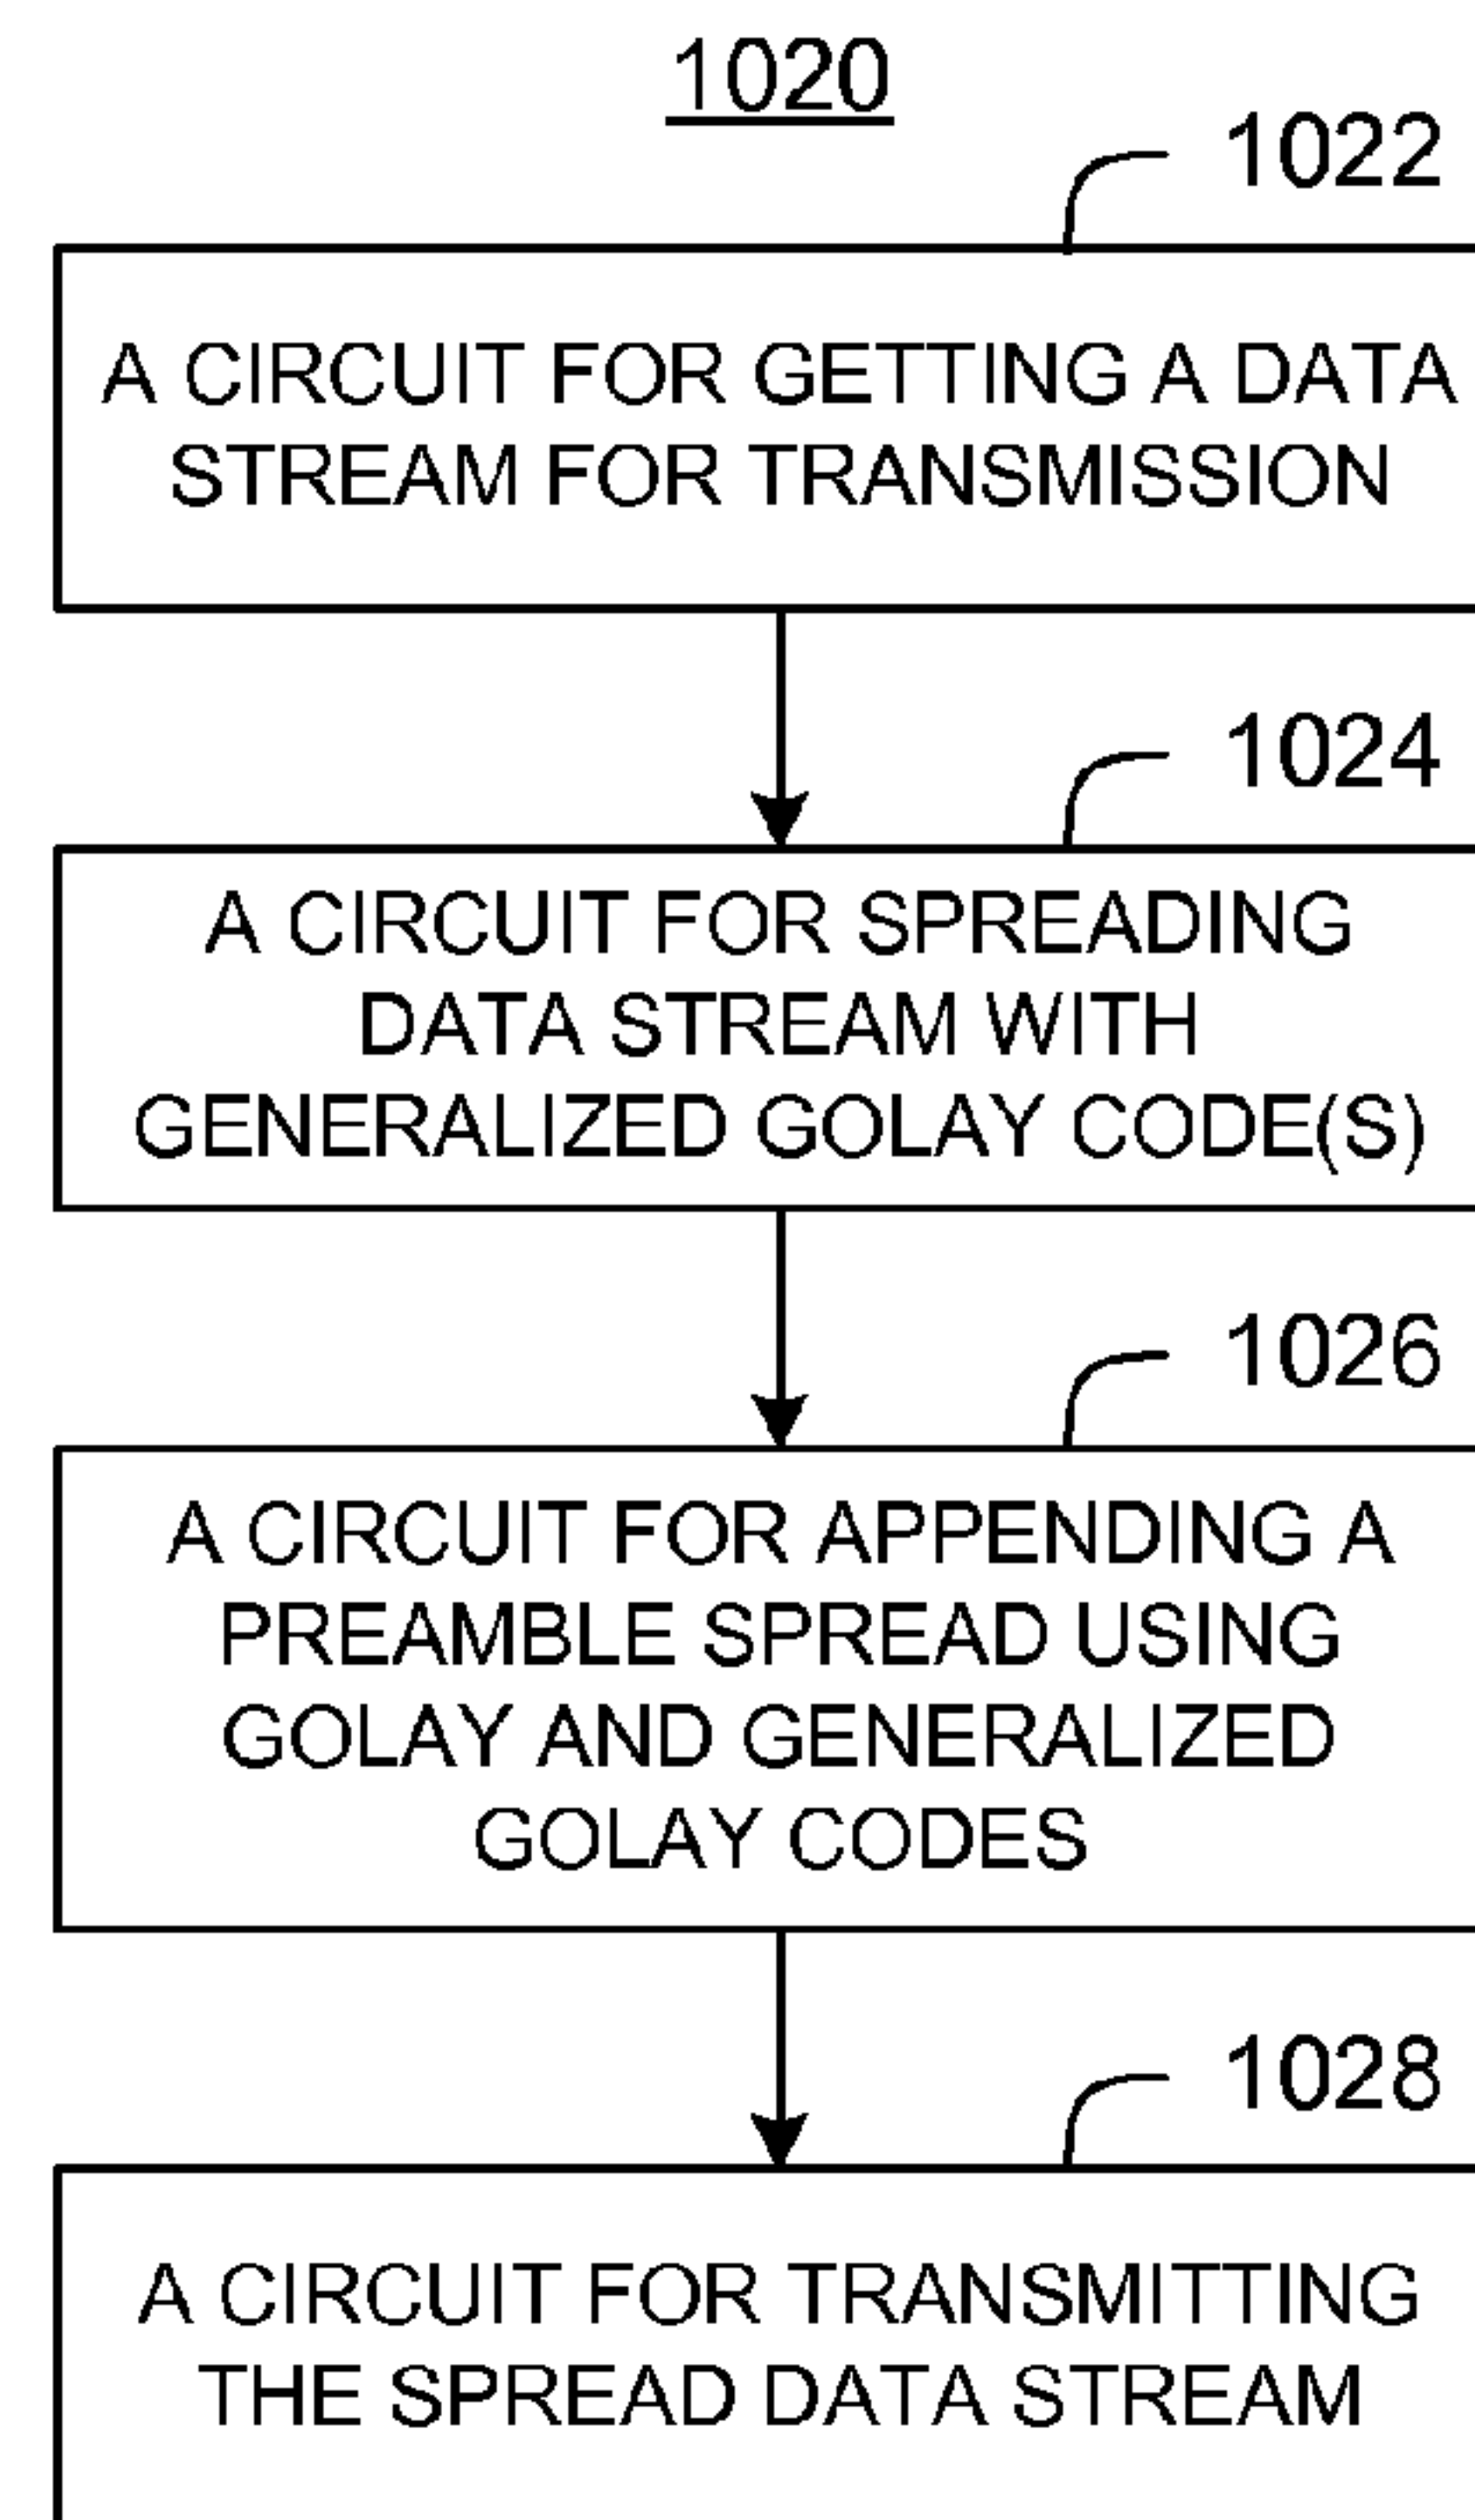 1020
1022
A CIRCUIT FOR GETTING A DATA
STREAM FOR TRANSMISSION
1024
A CIRCUIT FOR SPREADING
DATA STREAM WITH
GENERALIZED GOLAY CODE(S)
1026
A CIRCUIT FOR APPENDING A
PREAMBLE SPREAD USING
GOLAY AND GENERALIZED
GOLAY CODES
1028
A CIRCUIT FOR TRANSMITTING
THE SPREAD DATA STREAM